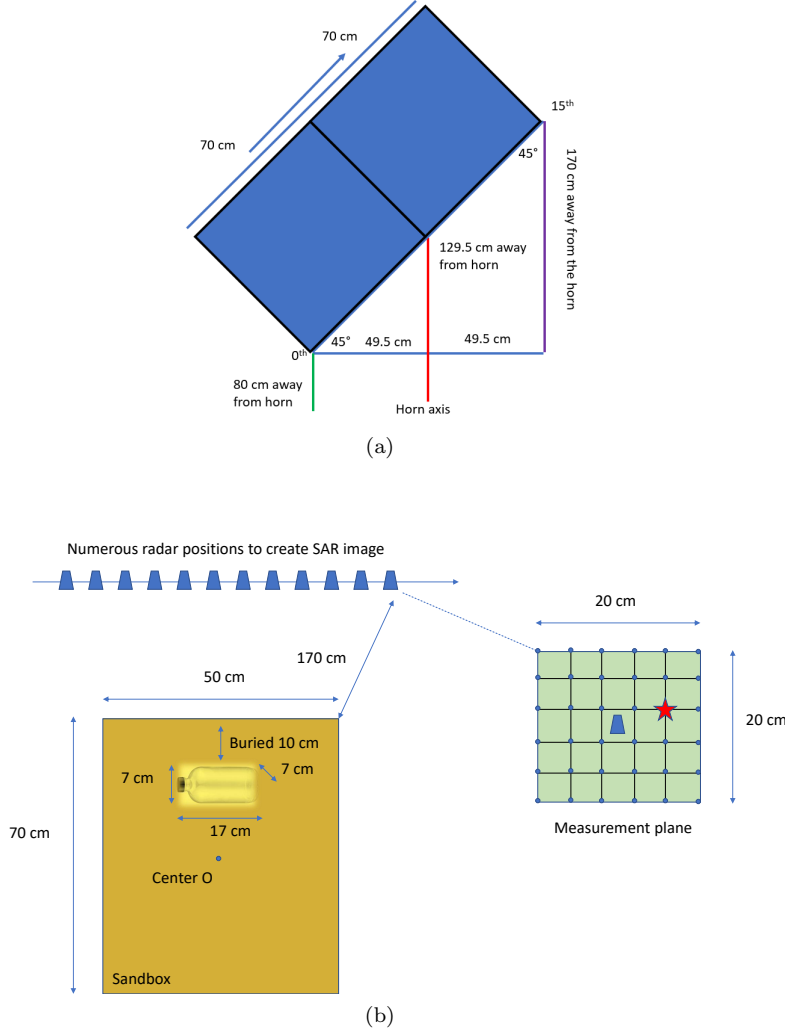 70 cm
70 cm
15th
45°
170 cm away from the horn
129.5 cm away
from horn
0th
45°
49.5 cm
49.5 cm
80 cm away
from horn
Horn axis
(a)
Numerous radar positions to create SAR image
20 cm
170 cm
50 cm
20 cm
Buried 10 cm
7 cm
7 cm
17 cm
Measurement plane
70 cm
Center O
Sandbox
(b)